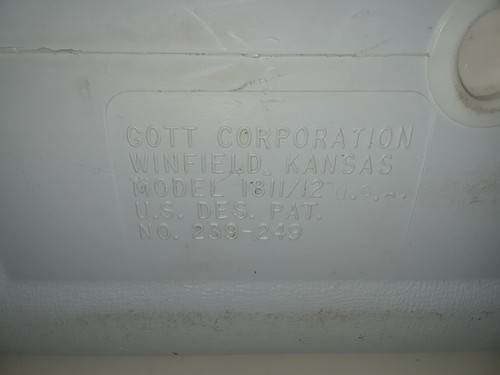 GOTT CORPORATION
WINFIELD, KANSAS
MODEL 1811/12 U.S.A.
U.S. DES. PAT.
NO. 239-249